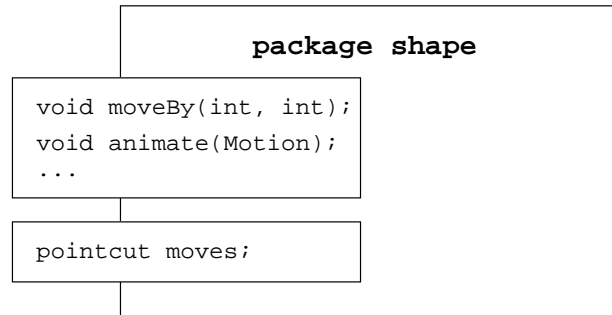 package shape
void moveBy(int, int);
void animate(Motion);
...
pointcut moves;